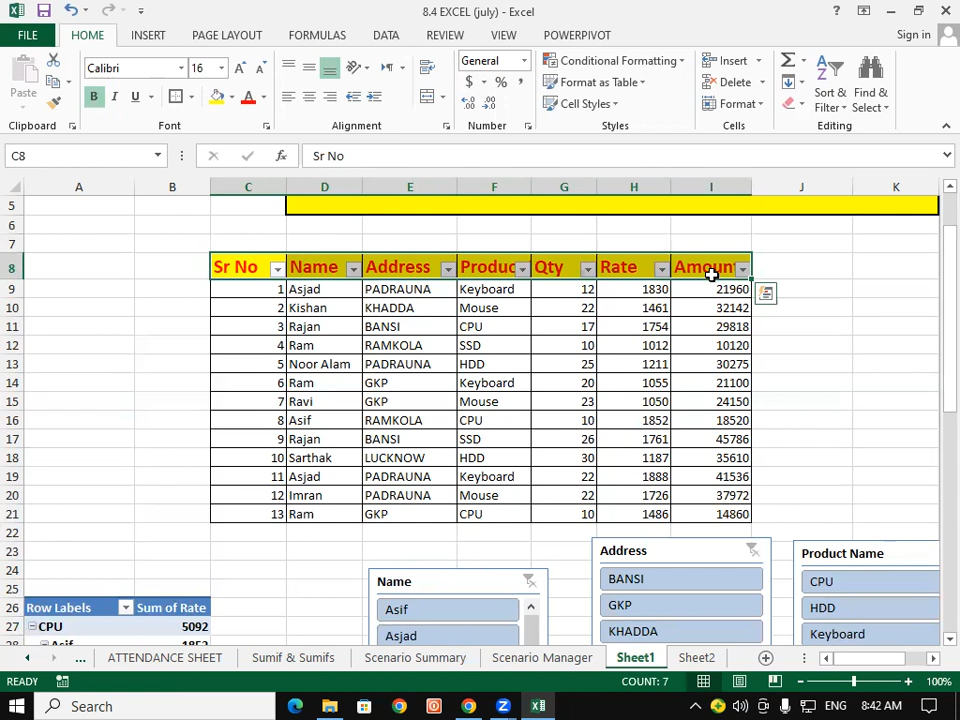 8.4 EXCEL (july) - Excel
?
FILE HOME INSERT PAGE LAYOUT FORMULAS DATA REVIEW VIEW POWERPIVOT Sign in
Paste Calibri 16 A A General Conditional Formatting Insert Σ
B I U A $ % , Format as Table Delete Sort & Find &
Cell Styles Format Filter Select
Clipboard Font Alignment Number Styles Cells Editing
C8 fx Sr No
A B C D E F G H I J K
5
6
7
8 Sr No Name Address Produc Qty Rate Amount
9 1 Asjad PADRAUNA Keyboard 12 1830 21960
10 2 Kishan KHADDA Mouse 22 1461 32142
11 3 Rajan BANSI CPU 17 1754 29818
12 4 Ram RAMKOLA SSD 10 1012 10120
13 5 Noor Alam PADRAUNA HDD 25 1211 30275
14 6 Ram GKP Keyboard 20 1055 21100
15 7 Ravi GKP Mouse 23 1050 24150
16 8 Asif RAMKOLA CPU 10 1852 18520
17 9 Rajan BANSI SSD 26 1761 45786
18 10 Sarthak LUCKNOW HDD 30 1187 35610
19 11 Asjad PADRAUNA Keyboard 22 1888 41536
20 12 Imran PADRAUNA Mouse 22 1726 37972
21 13 Ram GKP CPU 10 1486 14860
22
23 Address Product Name
24 Name BANSI CPU
25 Asif GKP HDD
26 Row Labels Sum of Rate
27 CPU 5092 Asjad KHADDA Keyboard
28 Asif 1852
... ATTENDANCE SHEET Sumif & Sumifs Scenario Summary Scenario Manager Sheet1 Sheet2
READY COUNT: 7 100%
Search ENG 8:42 AM